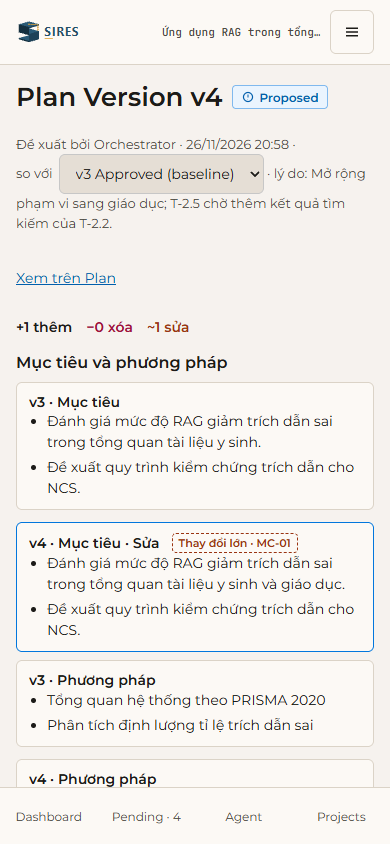 SIRES
Ứng dụng RAG trong tổng…
Plan Version v4
Proposed
Đề xuất bởi Orchestrator · 26/11/2026 20:58 ·
so với v3 Approved (baseline) · lý do: Mở rộng
phạm vi sang giáo dục; T-2.5 chờ thêm kết quả tìm
kiếm của T-2.2.
Xem trên Plan
+1 thêm −0 xóa ~1 sửa
Mục tiêu và phương pháp
v3 · Mục tiêu
• Đánh giá mức độ RAG giảm trích dẫn sai
trong tổng quan tài liệu y sinh.
• Đề xuất quy trình kiểm chứng trích dẫn cho
NCS.
v4 · Mục tiêu · Sửa Thay đổi lớn · MC-01
• Đánh giá mức độ RAG giảm trích dẫn sai
trong tổng quan tài liệu y sinh và giáo dục.
• Đề xuất quy trình kiểm chứng trích dẫn cho
NCS.
v3 · Phương pháp
• Tổng quan hệ thống theo PRISMA 2020
• Phân tích định lượng tỉ lệ trích dẫn sai
v4 · Phương pháp
Dashboard Pending · 4 Agent Projects